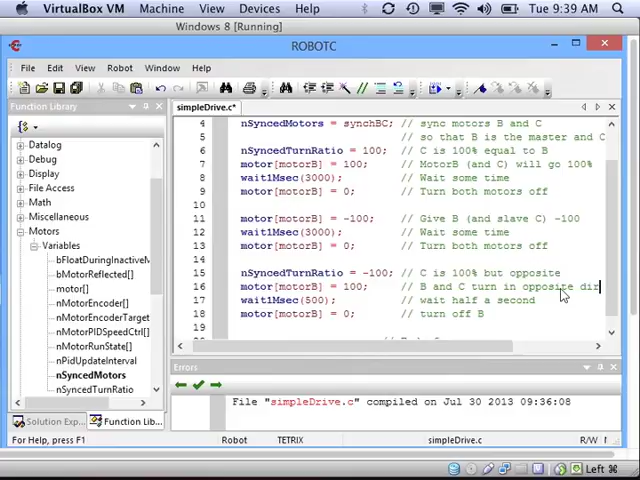 VirtualBox VM Machine View Devices Help Tue 9:39 AM
Windows 8 [Running]
ROBOTC
File Edit View Robot Window Help
Function Library
simpleDrive.c*
Datalog
Debug
Display
File Access
Math
Miscellaneous
Motors
Variables
bFloatDuringInactiveM
bMotorReflected[]
motor[]
nMotorEncoder[]
nMotorEncoderTarget
nMotorPIDSpeedCtrl[]
nMotorRunState[]
nPidUpdateInterval
nSyncedMotors
nSyncedTurnRatio
4 nSyncedMotors = synchBC; // sync motors B and C
5 // so that B is the master and C
6 nSyncedTurnRatio = 100; // C is 100% equal to B
7 motor[motorB] = 100; // MotorB (and C) will go 100%
8 wait1Msec(3000); // Wait some time
9 motor[motorB] = 0; // Turn both motors off
10
11 motor[motorB] = -100; // Give B (and slave C) -100
12 wait1Msec(3000); // Wait some time
13 motor[motorB] = 0; // Turn both motors off
14
15 nSyncedTurnRatio = -100; // C is 100% but opposite
16 motor[motorB] = 100; // B and C turn in opposite dir
17 wait1Msec(500); // wait half a second
18 motor[motorB] = 0; // turn off B
Solution Exp... Function Lib...
Errors
File "simpleDrive.c" compiled on Jul 30 2013 09:36:08
For Help, press F1 Robot TETRIX simpleDrive.c R/W
Left ⌘